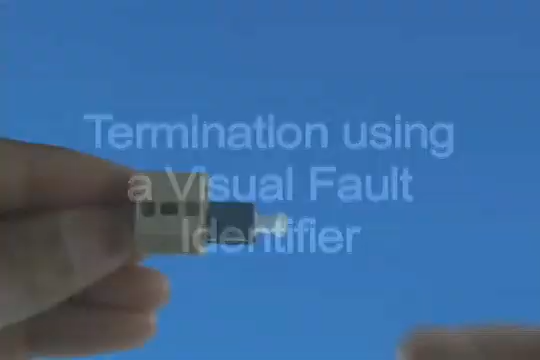 Termination using
a Visual Fault
Identifier